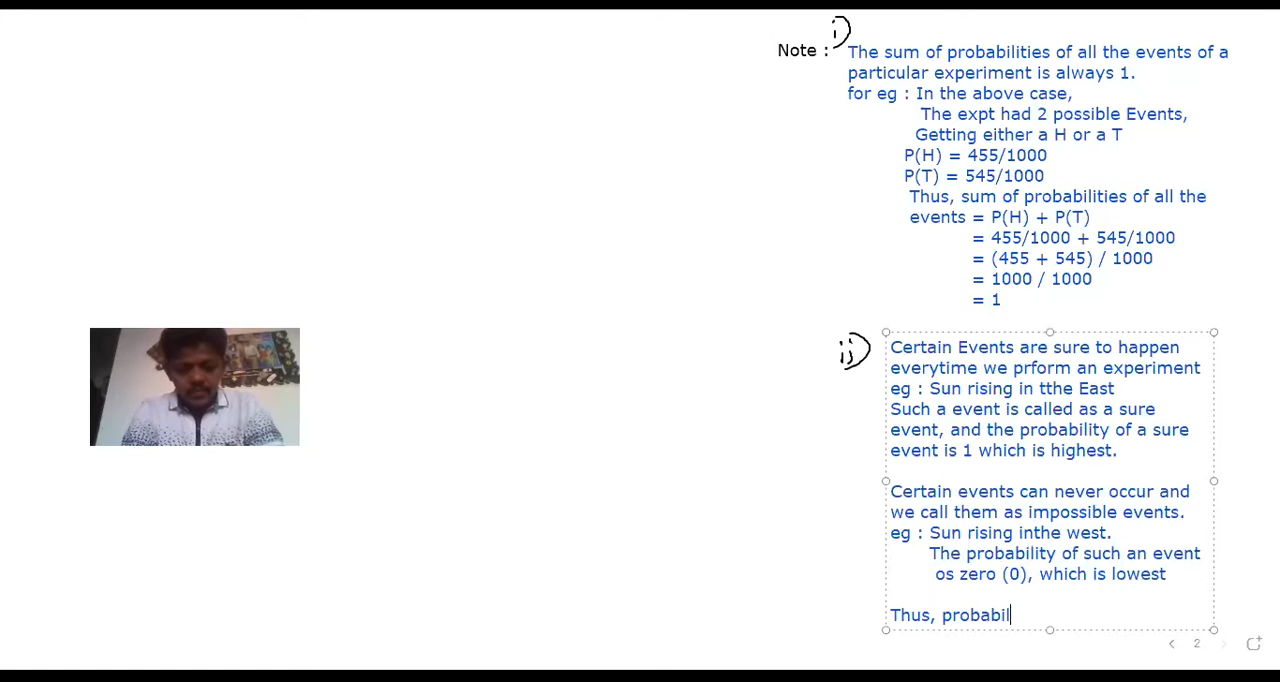 i)
Note : The sum of probabilities of all the events of a
particular experiment is always 1.
for eg : In the above case,
The expt had 2 possible Events,
Getting either a H or a T
P(H) = 455/1000
P(T) = 545/1000
Thus, sum of probabilities of all the
events = P(H) + P(T)
= 455/1000 + 545/1000
= (455 + 545) / 1000
= 1000 / 1000
= 1
ii)
Certain Events are sure to happen
everytime we prform an experiment
eg : Sun rising in tthe East
Such a event is called as a sure
event, and the probability of a sure
event is 1 which is highest.
Certain events can never occur and
we call them as impossible events.
eg : Sun rising inthe west.
The probability of such an event
os zero (0), which is lowest
Thus, probabil
2